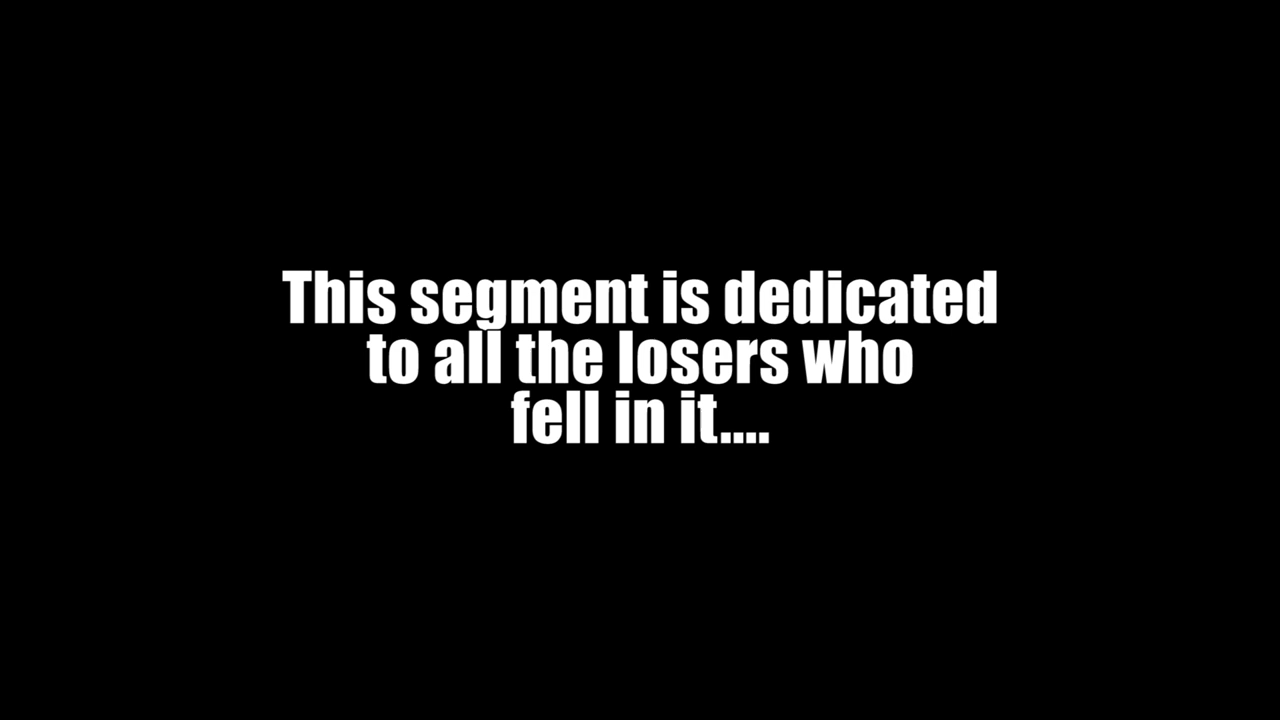 This segment is dedicated
to all the losers who
fell in it....